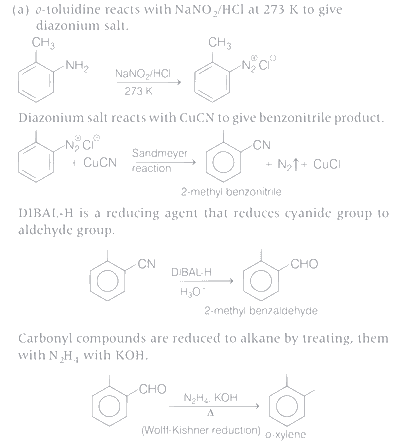 (a) o-toluidine reacts with NaNO₂/HCl at 273 K to give
diazonium salt.
CH₃ CH₃
NH₂ NaNO₂/HCl N₂⊕ Cl⊖
273 K
Diazonium salt reacts with CuCN to give benzonitrile product.
N₂⊕ Cl⊖ + CuCN Sandmeyer CN + N₂↑ + CuCl
reaction
2-methyl benzonitrile
DIBAL-H is a reducing agent that reduces cyanide group to
aldehyde group.
CN DIBAL-H CHO
H₃O⁺
2-methyl benzaldehyde
Carbonyl compounds are reduced to alkane by treating, them
with N₂H₄ with KOH.
CHO N₂H₄, KOH
Δ
(Wolff-Kishner reduction) o-xylene